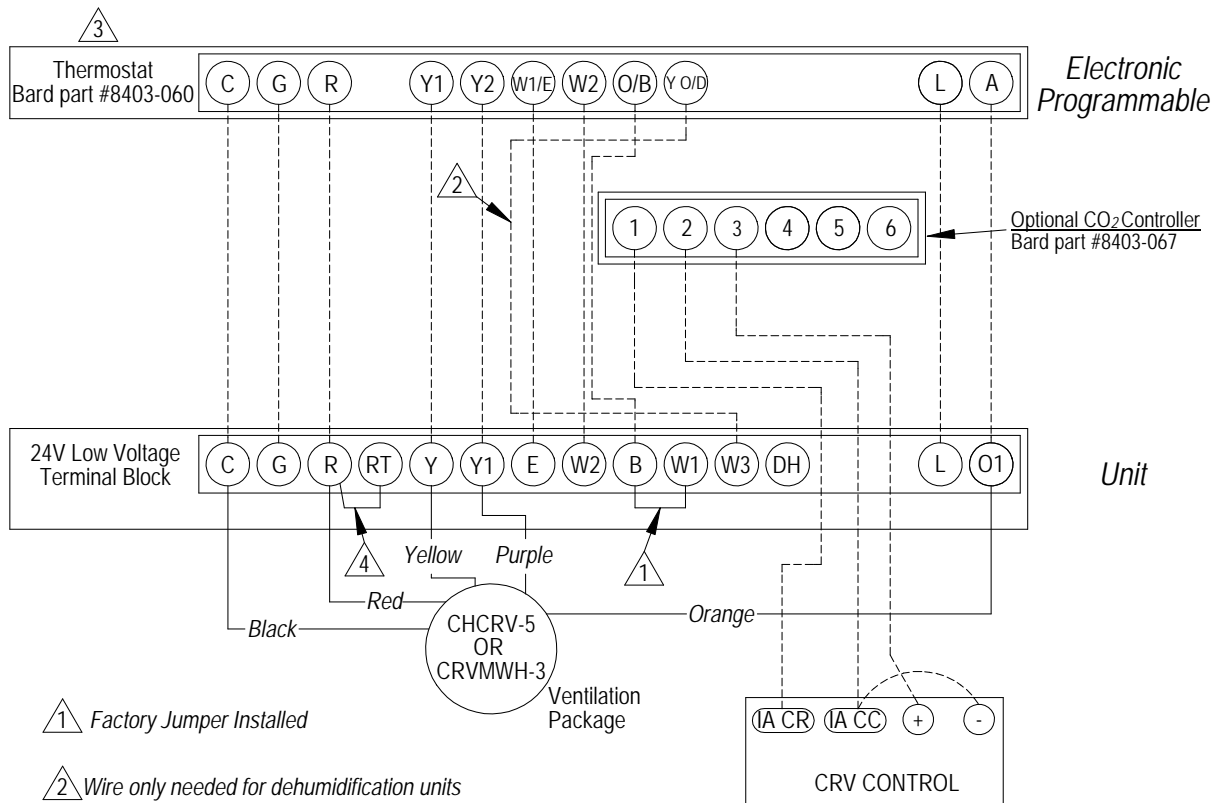 3
Thermostat
Bard part #8403-060
C G R Y1 Y2 W1/E W2 O/B Y O/D L A
Electronic
Programmable
2
1 2 3 4 5 6
Optional CO2 Controller
Bard part #8403-067
24V Low Voltage
Terminal Block
C G R RT Y Y1 E W2 B W1 W3 DH L O1
Unit
4
Yellow
Purple
1
Red
Black
Orange
CHCRV-5
OR
CRVMWH-3
Ventilation
Package
1 Factory Jumper Installed
IA CR IA CC + -
2 Wire only needed for dehumidification units
CRV CONTROL